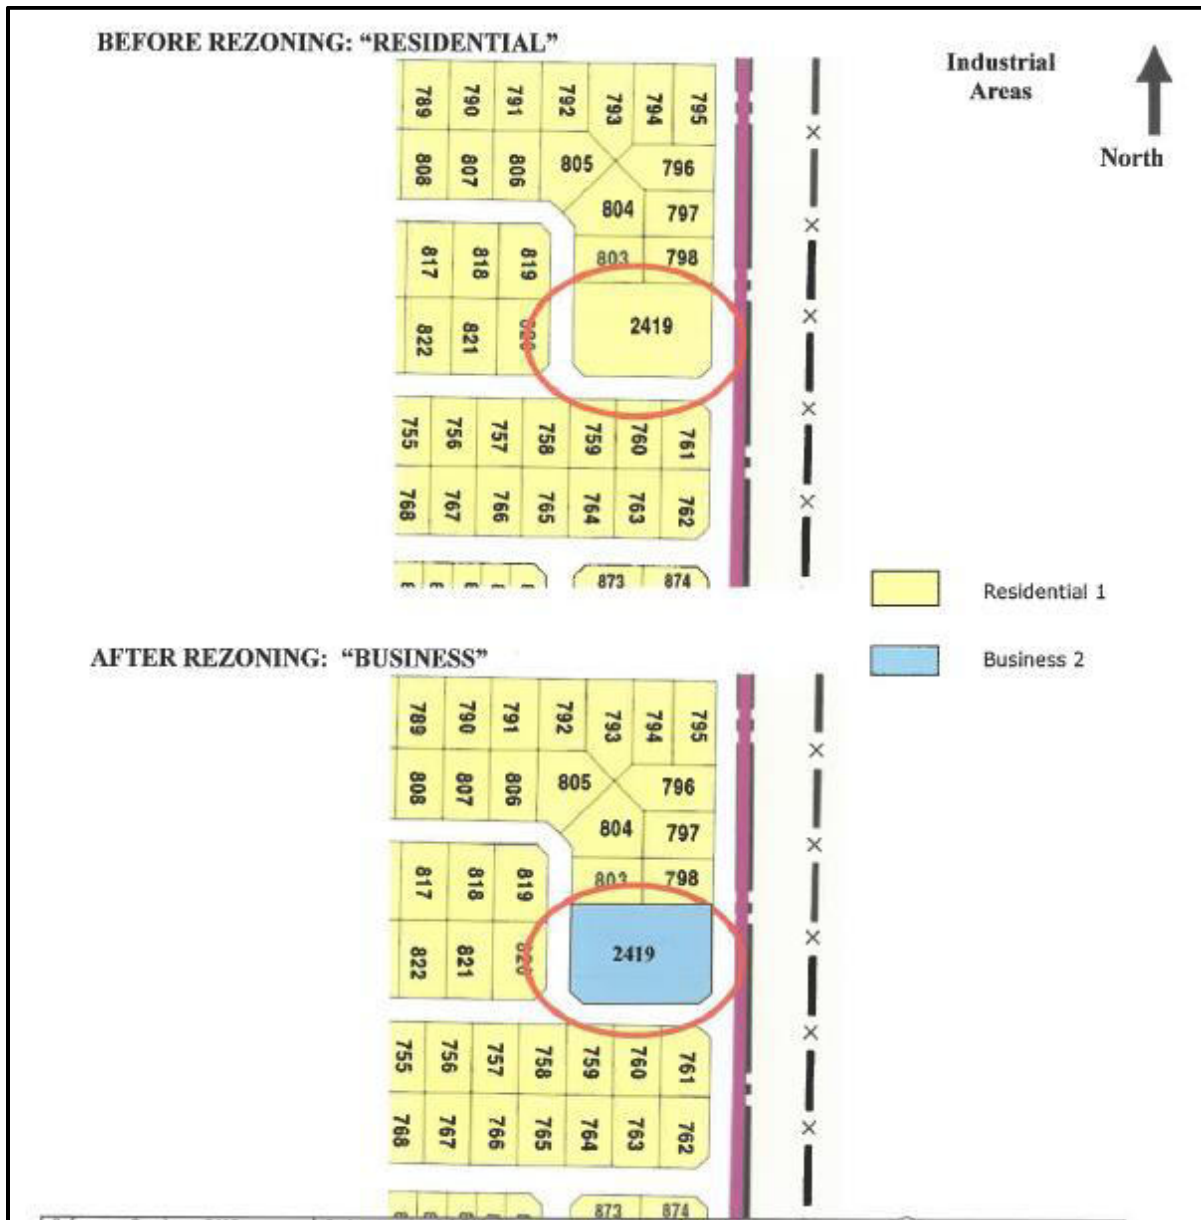 BEFORE REZONING: “RESIDENTIAL”
Industrial
Areas
North
789 790 791 792 793 794 795
808 807 806 805 796
804 797
817 818 819 803 798
822 821 820 2419
755 756 757 758 759 760 761
768 767 766 765 764 763 762
873 874
Residential 1
Business 2
AFTER REZONING: “BUSINESS”
789 790 791 792 793 794 795
808 807 806 805 796
804 797
817 818 819 803 798
822 821 820 2419
755 756 757 758 759 760 761
768 767 766 765 764 763 762
873 874